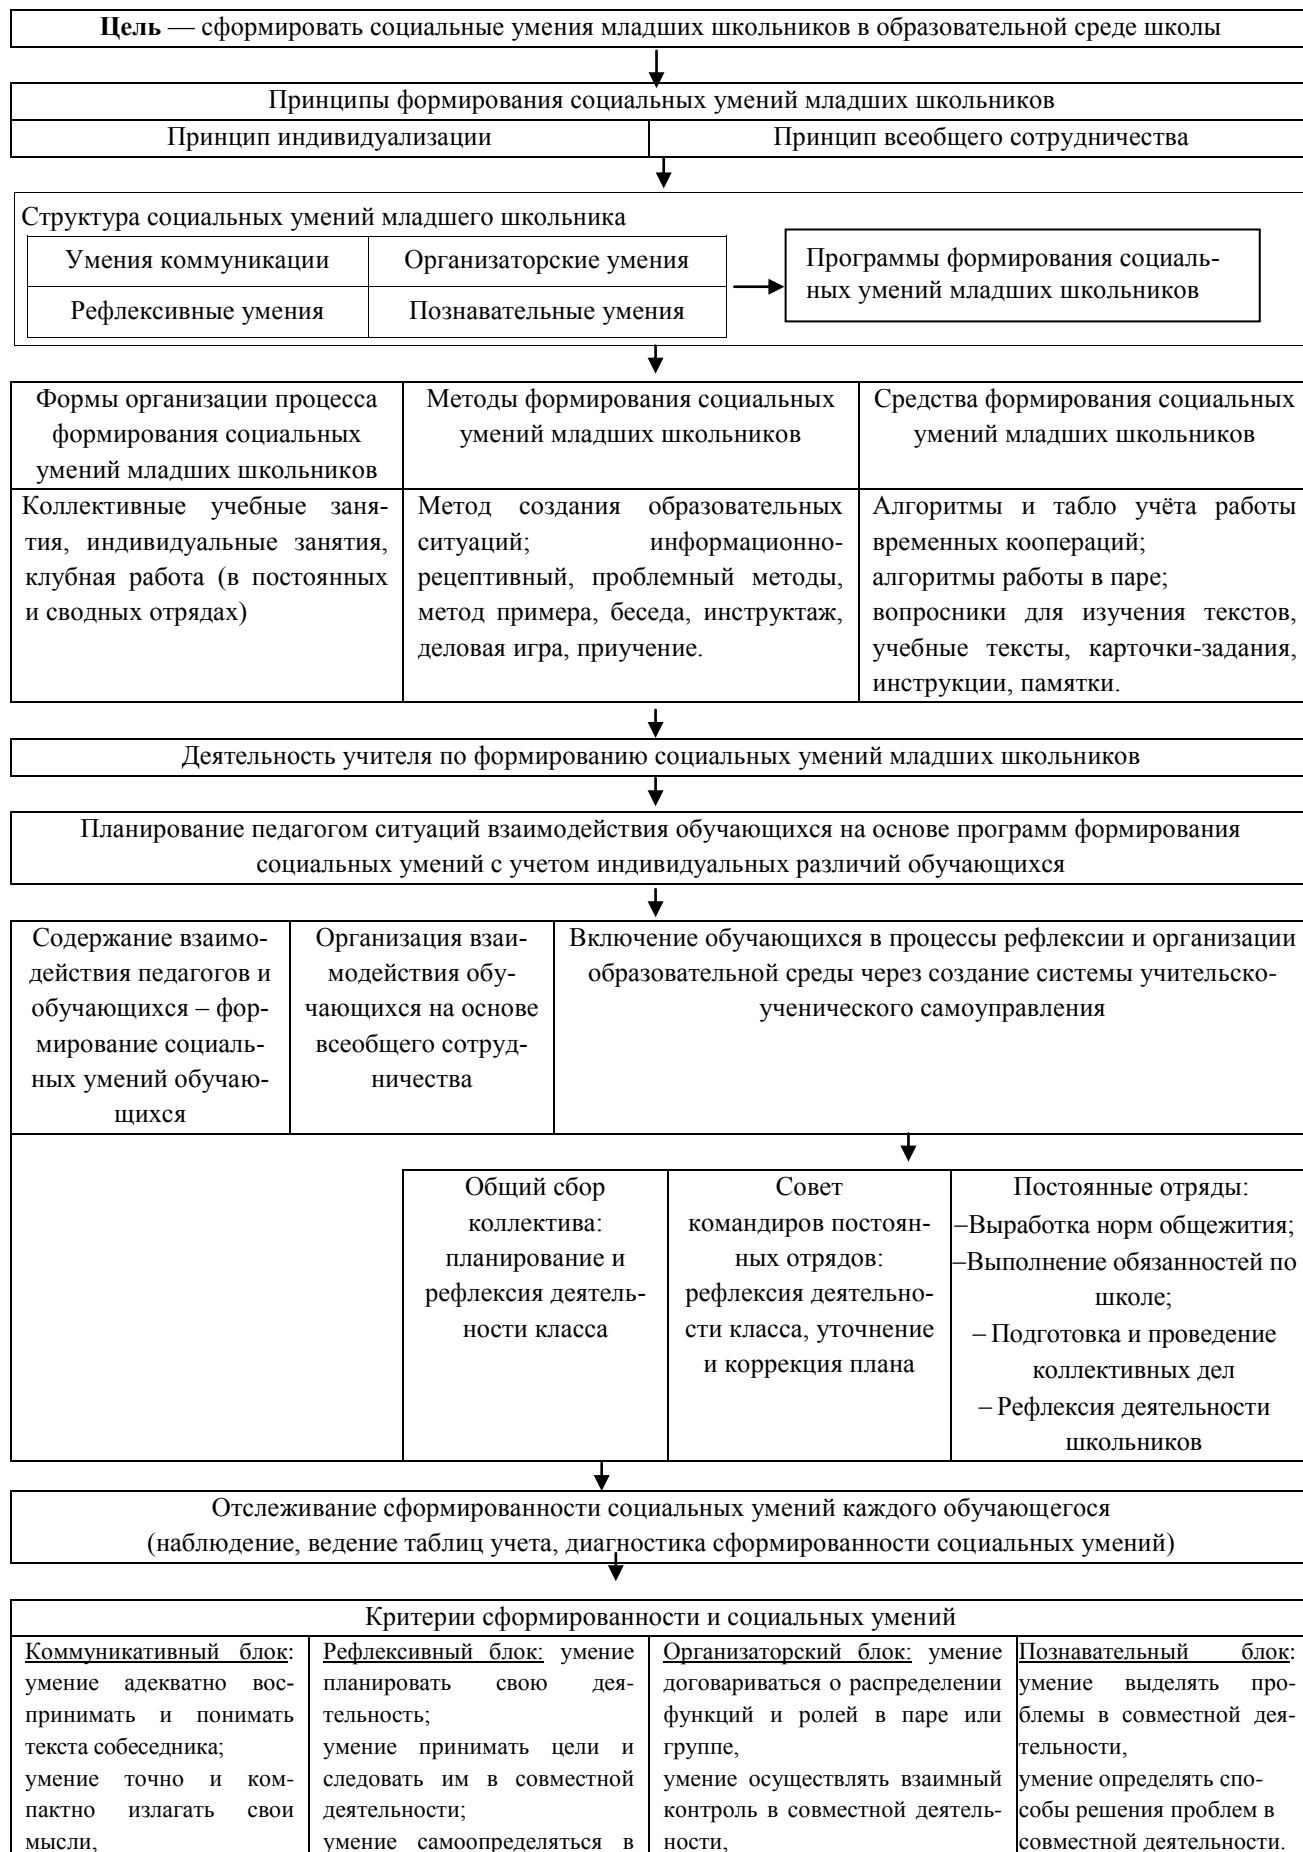 Цель — сформировать социальные умения младших школьников в образовательной среде школы
Принципы формирования социальных умений младших школьников
Принцип индивидуализации
Принцип всеобщего сотрудничества
Структура социальных умений младшего школьника
Умения коммуникации
Организаторские умения
Рефлексивные умения
Познавательные умения
Программы формирования социаль-
ных умений младших школьников
Формы организации процесса
формирования социальных
умений младших школьников
Методы формирования социальных
умений младших школьников
Средства формирования социальных
умений младших школьников
Коллективные учебные заня-
тия, индивидуальные занятия,
клубная работа (в постоянных
и сводных отрядах)
Метод создания образовательных
ситуаций; информационно-
рецептивный, проблемный методы,
метод примера, беседа, инструктаж,
деловая игра, приучение.
Алгоритмы и табло учёта работы
временных коопераций;
алгоритмы работы в паре;
вопросники для изучения текстов,
учебные тексты, карточки-задания,
инструкции, памятки.
Деятельность учителя по формированию социальных умений младших школьников
Планирование педагогом ситуаций взаимодействия обучающихся на основе программ формирования
социальных умений с учетом индивидуальных различий обучающихся
Содержание взаимо-
действия педагогов и
обучающихся – фор-
мирование социаль-
ных умений обучаю-
щихся
Организация взаи-
модействия обу-
чающихся на основе
всеобщего сотруд-
ничества
Включение обучающихся в процессы рефлексии и организации
образовательной среды через создание системы учительско-
ученического самоуправления
Общий сбор
коллектива:
планирование и
рефлексия деятель-
ности класса
Совет
командиров постоян-
ных отрядов:
рефлексия деятельно-
сти класса, уточнение
и коррекция плана
Постоянные отряды:
–Выработка норм общежития;
–Выполнение обязанностей по
школе;
– Подготовка и проведение
коллективных дел
– Рефлексия деятельности
школьников
Отслеживание сформированности социальных умений каждого обучающегося
(наблюдение, ведение таблиц учета, диагностика сформированности социальных умений)
Критерии сформированности и социальных умений
Коммуникативный блок:
умение адекватно вос-
принимать и понимать
текста собеседника;
умение точно и ком-
пактно излагать свои
мысли,
Рефлексивный блок: умение
планировать свою дея-
тельность;
умение принимать цели и
следовать им в совместной
деятельности;
умение самоопределяться в
Организаторский блок: умение
договариваться о распределении
функций и ролей в паре или
группе,
умение осуществлять взаимный
контроль в совместной деятель-
ности,
Познавательный блок:
умение выделять про-
блемы в совместной дея-
тельности,
умение определять спо-
собы решения проблем в
совместной деятельности.